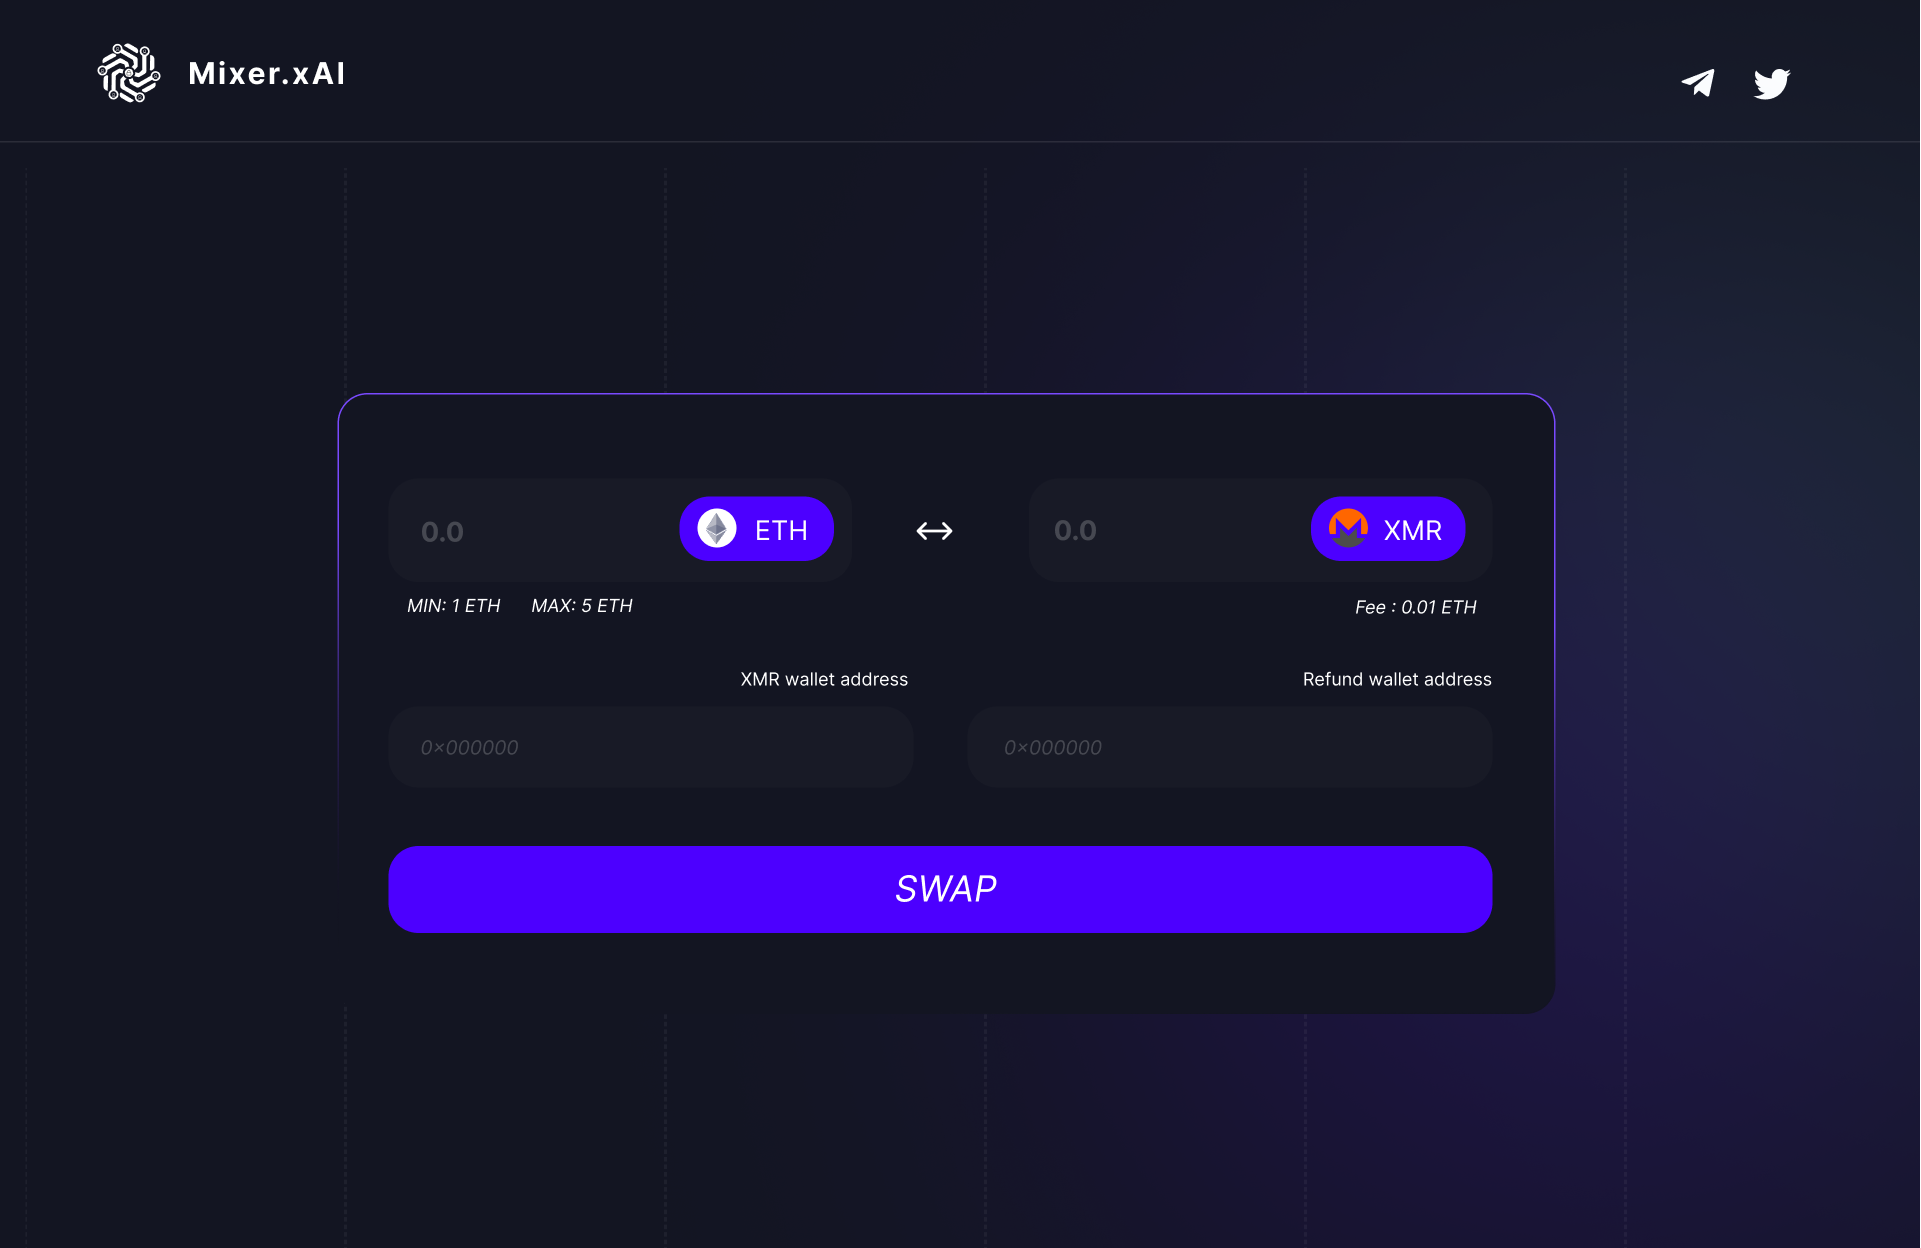 Mixer.xAI
0.0 ETH
0.0 XMR
MIN: 1 ETH MAX: 5 ETH
Fee : 0.01 ETH
XMR wallet address
Refund wallet address
0×000000
0×000000
SWAP